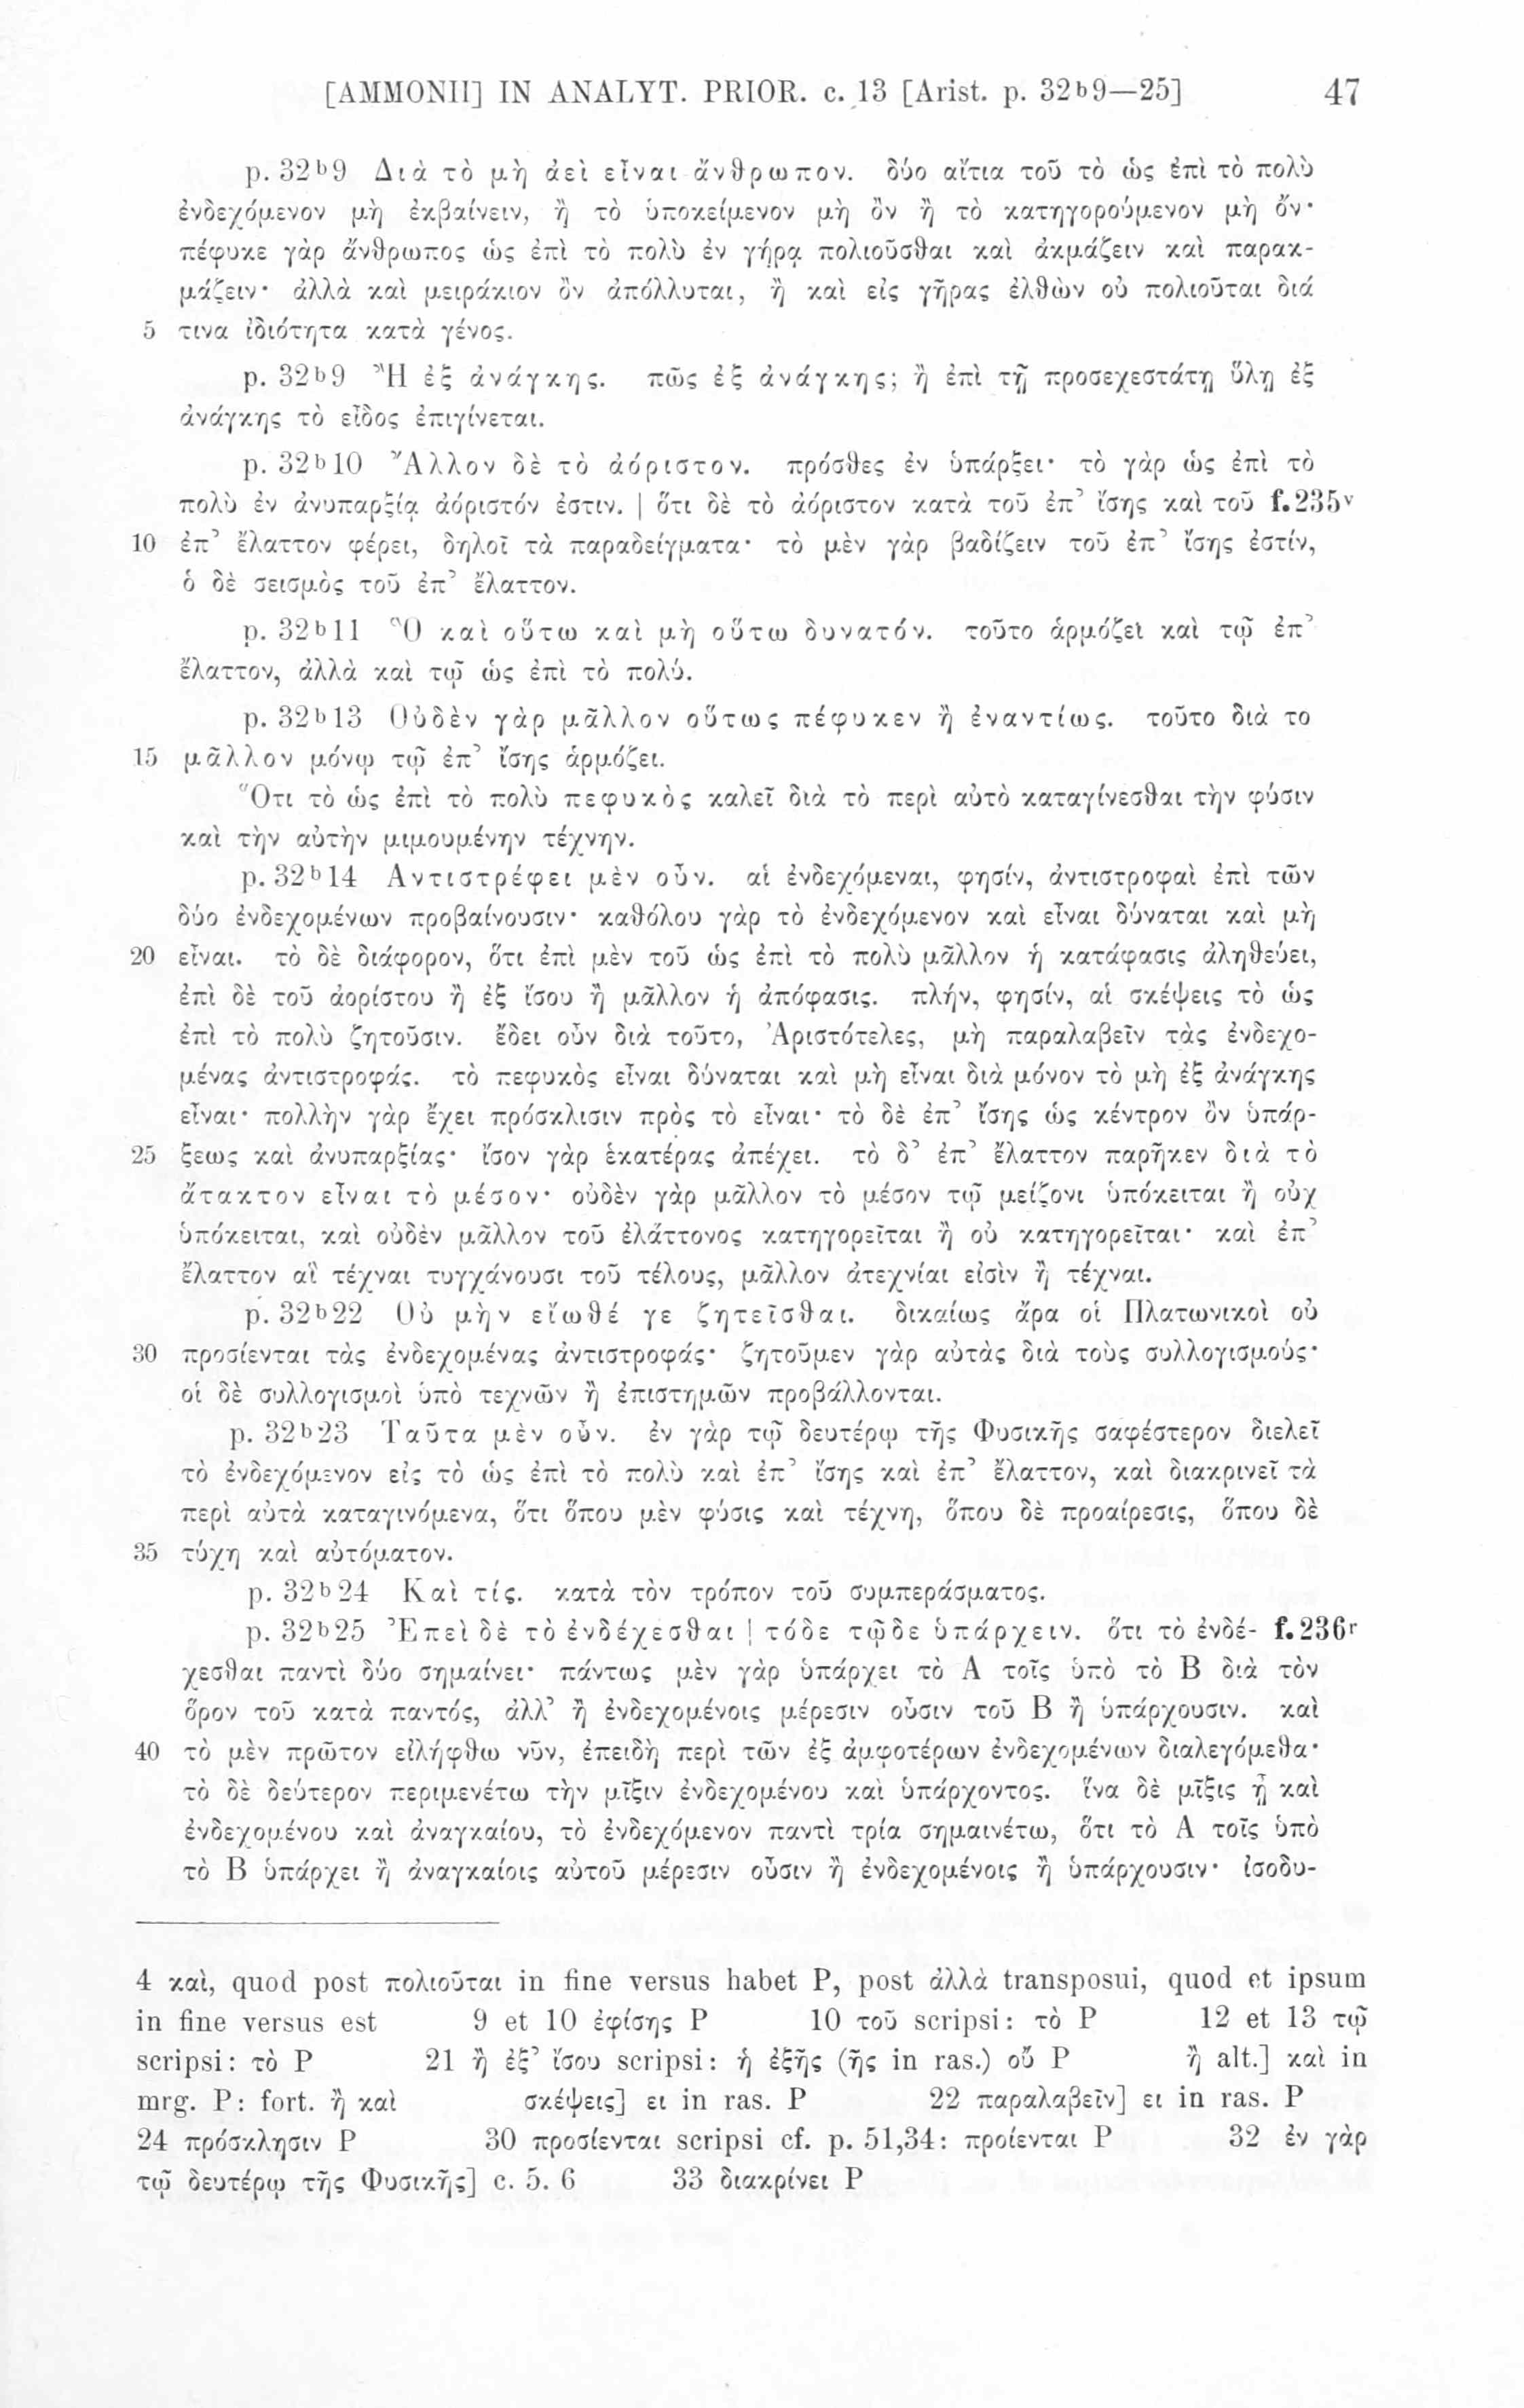 [AMMONII] IN ANALYT. PRIOR. c. 13 [Arist. p. 32b9—25] 47
p. 32b9 Διὰ τὸ μὴ ἀεὶ εἶναι ἄνθρωπον. δύο αἴτια τοῦ τὸ ὡς ἐπὶ τὸ πολὺ
ἐνδεχόμενον μὴ ἐκβαίνειν, ἢ τὸ ὑποκείμενον μὴ ὂν ἢ τὸ κατηγορούμενον μὴ ὄν·
πέφυκε γὰρ ἄνθρωπος ὡς ἐπὶ τὸ πολὺ ἐν γήρᾳ πολιοῦσθαι καὶ ἀκμάζειν καὶ παρακ-
μάζειν· ἀλλὰ καὶ μειράκιον ὂν ἀπόλλυται, ἢ καὶ εἰς γῆρας ἐλθὼν οὐ πολιοῦται διά
5 τινα ἰδιότητα κατὰ γένος.
p. 32b9 Ἢ ἐξ ἀνάγκης. πῶς ἐξ ἀνάγκης; ἢ ἐπὶ τῇ προσεχεστάτῃ ὕλῃ ἐξ
ἀνάγκης τὸ εἶδος ἐπιγίνεται.
p. 32b10 Ἄλλον δὲ τὸ ἀόριστον. πρόσθες ἐν ὑπάρξει· τὸ γὰρ ὡς ἐπὶ τὸ
πολὺ ἐν ἀνυπαρξίᾳ ἀόριστόν ἐστιν. | ὅτι δὲ τὸ ἀόριστον κατὰ τοῦ ἐπ’ ἴσης καὶ τοῦ f. 235v
10 ἐπ’ ἔλαττον φέρει, δηλοῖ τὰ παραδείγματα· τὸ μὲν γὰρ βαδίζειν τοῦ ἐπ’ ἴσης ἐστίν,
ὁ δὲ σεισμὸς τοῦ ἐπ’ ἔλαττον.
p. 32b11 Ὃ καὶ οὕτω καὶ μὴ οὕτω δυνατόν. τοῦτο ἁρμόζει καὶ τῷ ἐπ’
ἔλαττον, ἀλλὰ καὶ τῷ ὡς ἐπὶ τὸ πολύ.
p. 32b13 Οὐδὲν γὰρ μᾶλλον οὕτως πέφυκεν ἢ ἐναντίως. τοῦτο διὰ το
15 μᾶλλον μόνῳ τῷ ἐπ’ ἴσης ἁρμόζει.
Ὅτι τὸ ὡς ἐπὶ τὸ πολὺ πεφυκὸς καλεῖ διὰ τὸ περὶ αὐτὸ καταγίνεσθαι τὴν φύσιν
καὶ τὴν αὐτὴν μιμουμένην τέχνην.
p. 32b14 Αντιστρέφει μὲν οὖν. αἱ ἐνδεχόμεναι, φησίν, ἀντιστροφαὶ ἐπὶ τῶν
δύο ἐνδεχομένων προβαίνουσιν· καθόλου γὰρ τὸ ἐνδεχόμενον καὶ εἶναι δύναται καὶ μὴ
20 εἶναι. τὸ δὲ διάφορον, ὅτι ἐπὶ μὲν τοῦ ὡς ἐπὶ τὸ πολὺ μᾶλλον ἡ κατάφασις ἀληθεύει,
ἐπὶ δὲ τοῦ ἀορίστου ἢ ἐξ ἴσου ἢ μᾶλλον ἡ ἀπόφασις. πλήν, φησίν, αἱ σκέψεις τὸ ὡς
ἐπὶ τὸ πολὺ ζητοῦσιν. ἔδει οὖν διὰ τοῦτο, Ἀριστότελες, μὴ παραλαβεῖν τὰς ἐνδεχο-
μένας ἀντιστροφάς. τὸ πεφυκὸς εἶναι δύναται καὶ μὴ εἶναι διὰ μόνον τὸ μὴ ἐξ ἀνάγκης
εἶναι· πολλὴν γὰρ ἔχει πρόσκλισιν πρὸς τὸ εἶναι· τὸ δὲ ἐπ’ ἴσης ὡς κέντρον ὂν ὑπάρ-
25 ξεως καὶ ἀνυπαρξίας· ἴσον γὰρ ἑκατέρας ἀπέχει. τὸ δ’ ἐπ’ ἔλαττον παρῆκεν διὰ τὸ
ἄτακτον εἶναι τὸ μέσον· οὐδὲν γὰρ μᾶλλον τὸ μέσον τῷ μείζονι ὑπόκειται ἢ οὐχ
ὑπόκειται, καὶ οὐδὲν μᾶλλον τοῦ ἐλάττονος κατηγορεῖται ἢ οὐ κατηγορεῖται· καὶ ἐπ’
ἔλαττον αἳ τέχναι τυγχάνουσι τοῦ τέλους, μᾶλλον ἀτεχνίαι εἰσὶν ἢ τέχναι.
p. 32b22 Οὐ μὴν εἴωθέ γε ζητεῖσθαι. δικαίως ἄρα οἱ Πλατωνικοὶ οὐ
30 προσίενται τὰς ἐνδεχομένας ἀντιστροφάς· ζητοῦμεν γὰρ αὐτὰς διὰ τοὺς συλλογισμούς·
οἱ δὲ συλλογισμοὶ ὑπὸ τεχνῶν ἢ ἐπιστημῶν προβάλλονται.
p. 32b23 Ταῦτα μὲν οὖν. ἐν γὰρ τῷ δευτέρῳ τῆς Φυσικῆς σαφέστερον διελεῖ
τὸ ἐνδεχόμενον εἰς τὸ ὡς ἐπὶ τὸ πολὺ καὶ ἐπ’ ἴσης καὶ ἐπ’ ἔλαττον, καὶ διακρινεῖ τὰ
περὶ αὐτὰ καταγινόμενα, ὅτι ὅπου μὲν φύσις καὶ τέχνη, ὅπου δὲ προαίρεσις, ὅπου δὲ
35 τύχη καὶ αὐτόματον.
p. 32b24 Καὶ τίς. κατὰ τὸν τρόπον τοῦ συμπεράσματος.
p. 32b25 Ἐπεὶ δὲ τὸ ἐνδέχεσθαι | τόδε τῷδε ὑπάρχειν. ὅτι τὸ ἐνδέ- f. 236r
χεσθαι παντὶ δύο σημαίνει· πάντως μὲν γὰρ ὑπάρχει τὸ Α τοῖς ὑπὸ τὸ Β διὰ τὸν
ὅρον τοῦ κατὰ παντός, ἀλλ’ ἢ ἐνδεχομένοις μέρεσιν οὖσιν τοῦ Β ἢ ὑπάρχουσιν. καὶ
40 τὸ μὲν πρῶτον εἰλήφθω νῦν, ἐπειδὴ περὶ τῶν ἐξ ἀμφοτέρων ἐνδεχομένων διαλεγόμεθα·
τὸ δὲ δεύτερον περιμενέτω τὴν μῖξιν ἐνδεχομένου καὶ ὑπάρχοντος. ἵνα δὲ μῖξις ᾖ καὶ
ἐνδεχομένου καὶ ἀναγκαίου, τὸ ἐνδεχόμενον παντὶ τρία σημαινέτω, ὅτι τὸ Α τοῖς ὑπὸ
τὸ Β ὑπάρχει ἢ ἀναγκαίοις αὐτοῦ μέρεσιν οὖσιν ἢ ἐνδεχομένοις ἢ ὑπάρχουσιν· ἰσοδυ-
4 καὶ, quod post πολιοῦται in fine versus habet P, post ἀλλὰ transposui, quod et ipsum
in fine versus est 9 et 10 ἐφίσης P 10 τοῦ scripsi: τὸ P 12 et 13 τῷ
scripsi: τὸ P 21 ἢ ἐξ’ ἴσου scripsi: ἡ ἑξῆς (ῆς in ras.) οὗ P ἢ alt.] καὶ in
mrg. P: fort. ἢ καὶ σκέψεις] ει in ras. P 22 παραλαβεῖν] ει in ras. P
24 πρόσκλησιν P 30 προσίενται scripsi cf. p. 51,34: προίενται P 32 ἐν γὰρ
τῷ δευτέρῳ τῆς Φυσικῆς] c. 5. 6 33 διακρίνει P